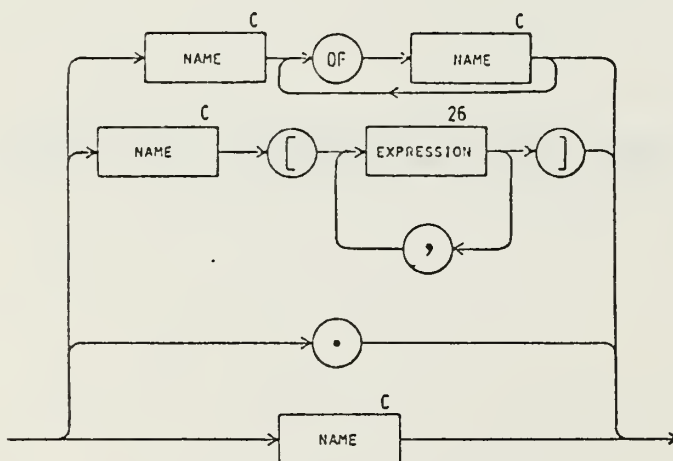 C C
NAME OF NAME
C 26
NAME [ EXPRESSION ]
,
.
C
NAME